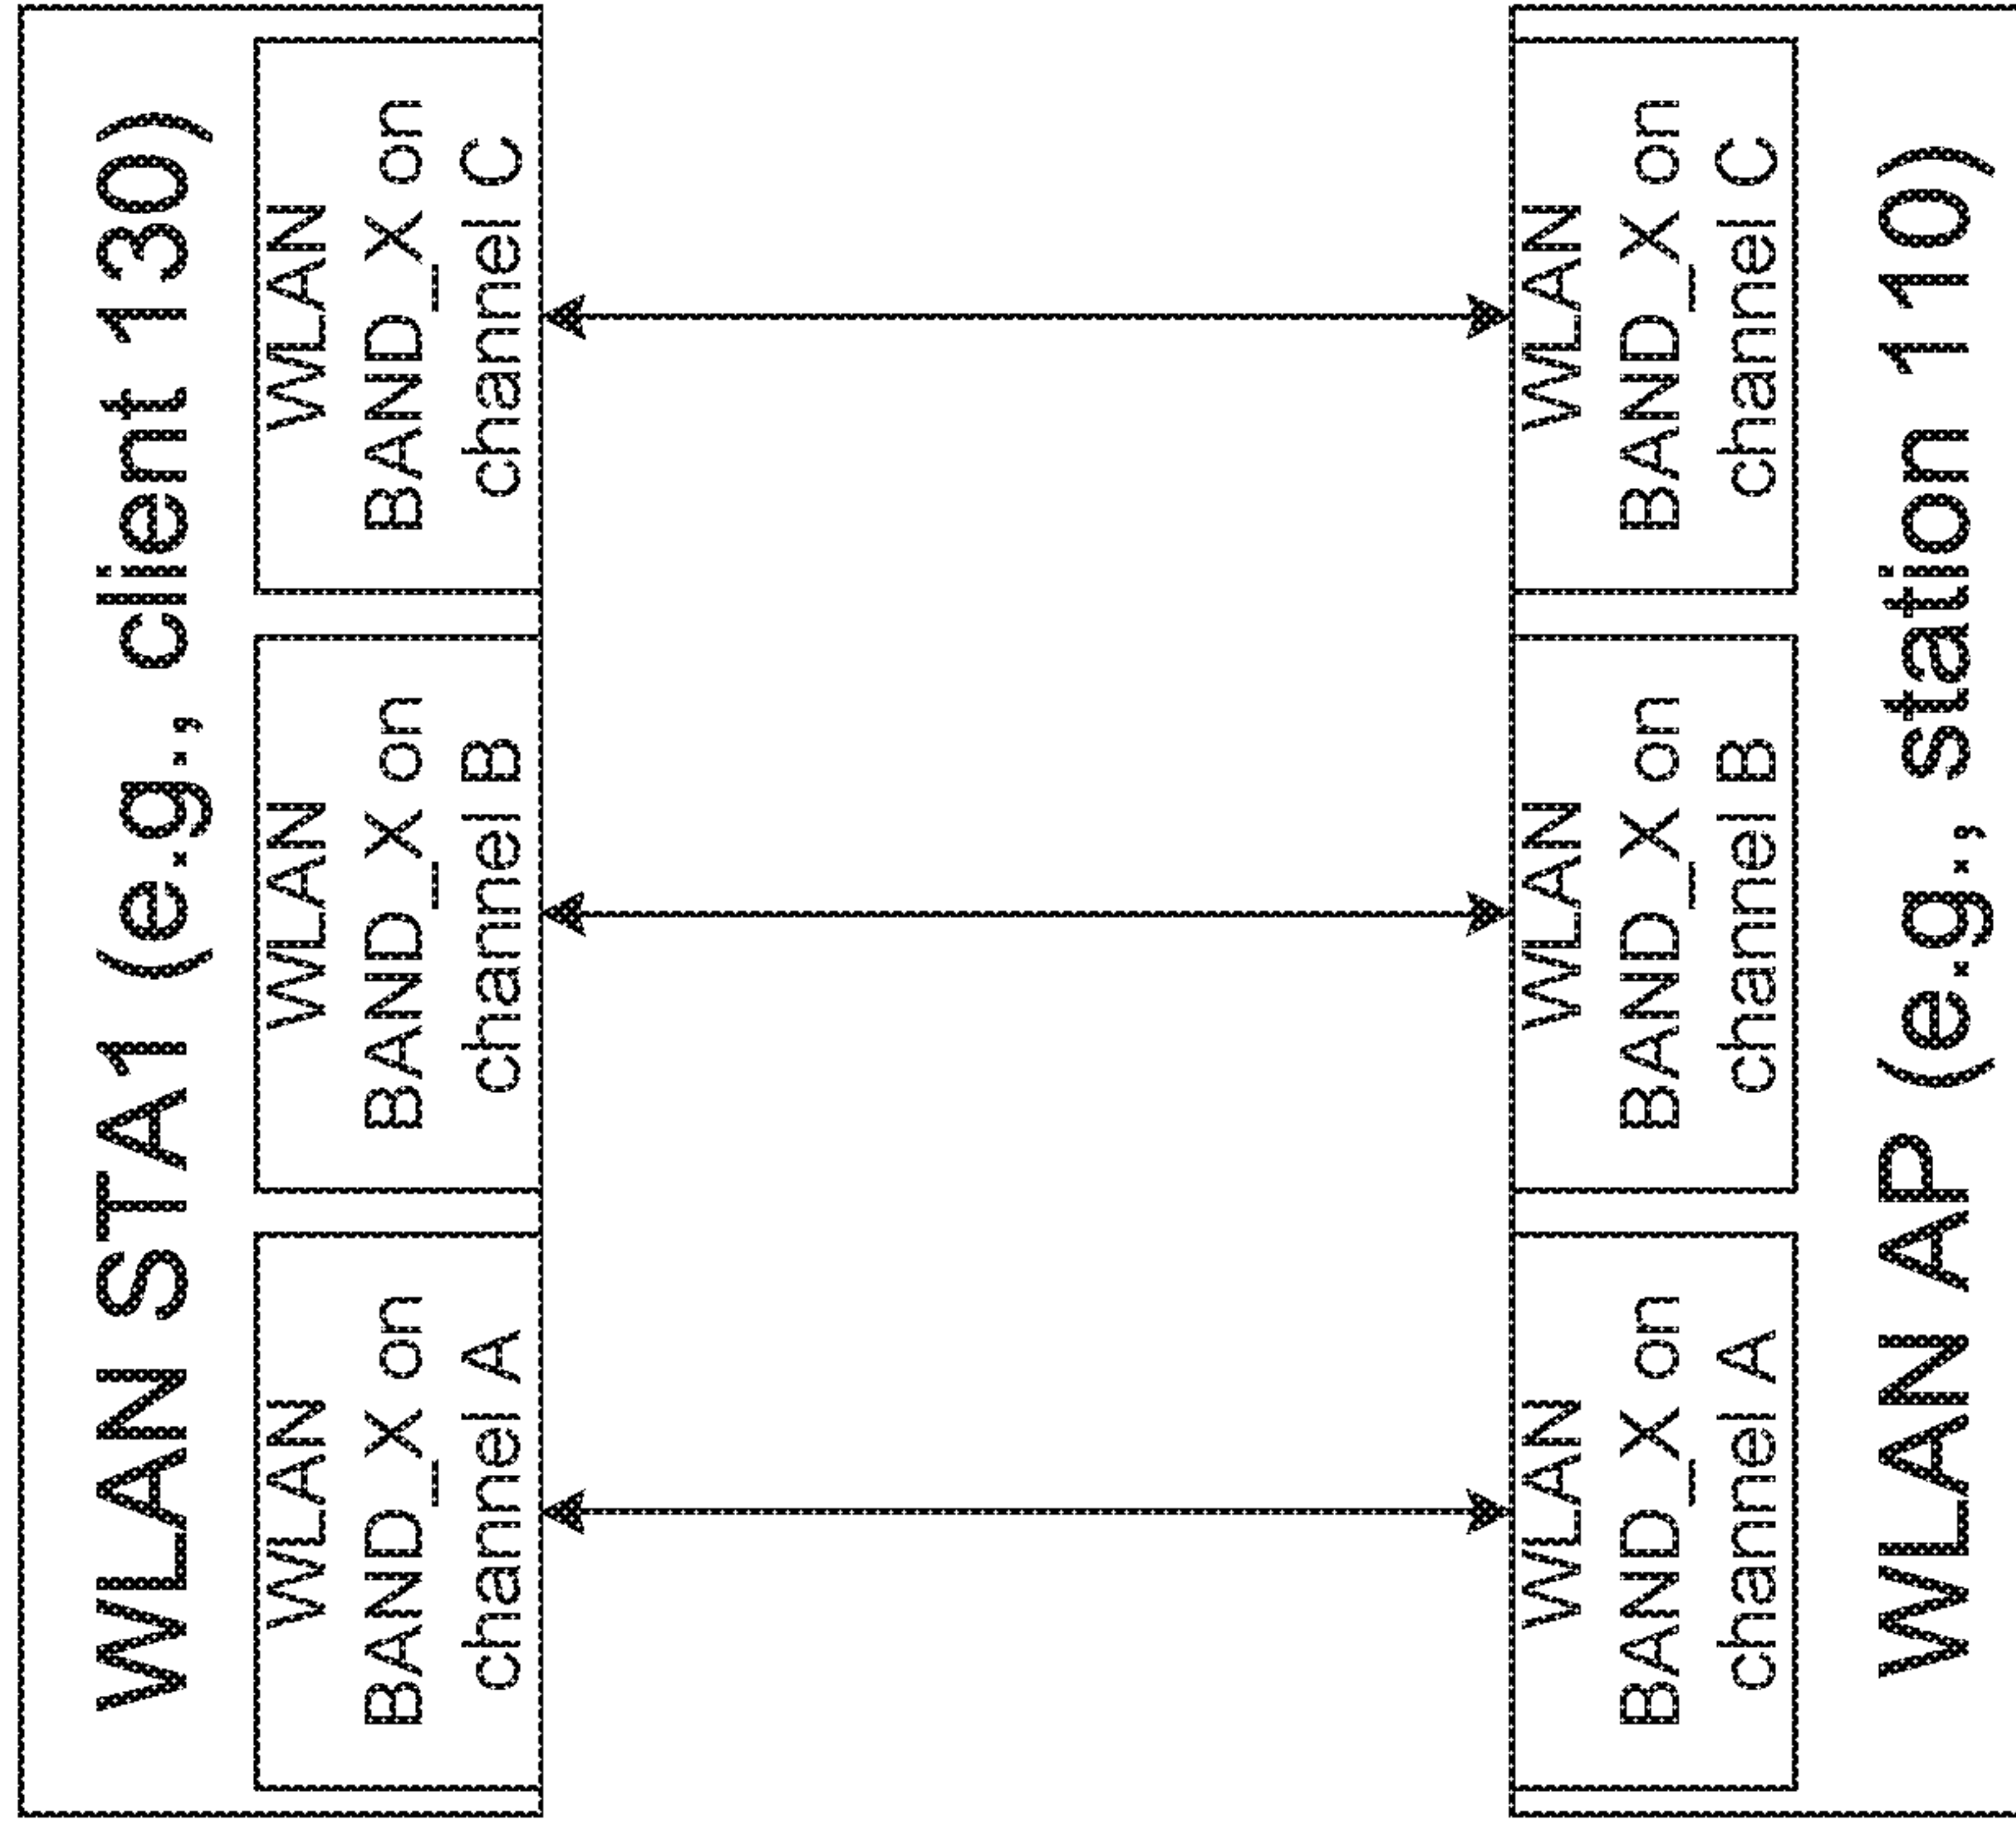 WLAN STA1 (e.g., client 130)
WLAN
BAND_X on
channel A
WLAN
BAND_X on
channel B
WLAN
BAND_X on
channel C
WLAN
BAND_X on
channel A
WLAN
BAND_X on
channel B
WLAN
BAND_X on
channel C
WLAN AP (e.g., station 110)